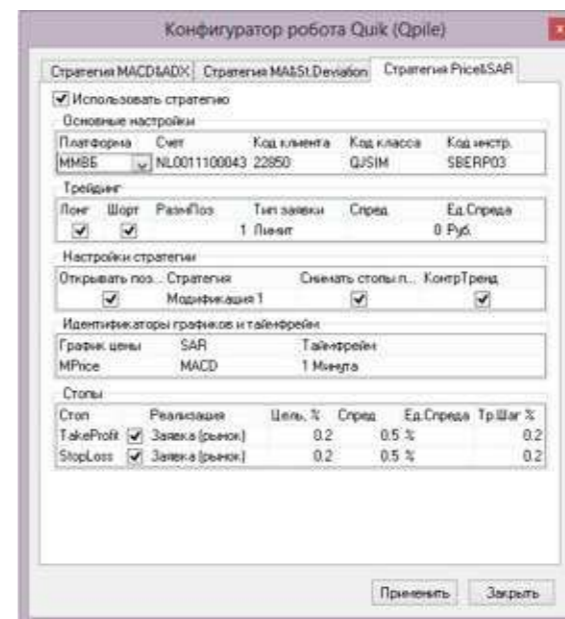 Конфигуратор робота Quik (Qpile)
Стратегия MACD&ADX Стратегия MA&St.Deviation Стратегия Price&SAR
Использовать стратегию
Основные настройки
Платформа Счет Код клиента Код класса Код инстр.
ММВБ NL0011100043 22850 QJSIM SBERP03
Трейдинг
Лонг Шорт РазмПоз Тип заявки Спред Ед.Спреда
1 Лимит 0 Руб.
Настройки стратегии
Открывать поз... Стратегия Снимать стопы п... КонтрТренд
Модификация 1
Идентификаторы графиков и таймфрейм
График цены SAR Таймфрейм
MPrice MACD 1 Минута
Стопы
Стоп Реализация Цель, % Спред Ед.Спреда Тр.Шаг %
TakeProfit Заявка (рынок) 0.2 0.5 % 0.2
StopLoss Заявка (рынок) 0.2 0.5 % 0.2
Применить Закрыть